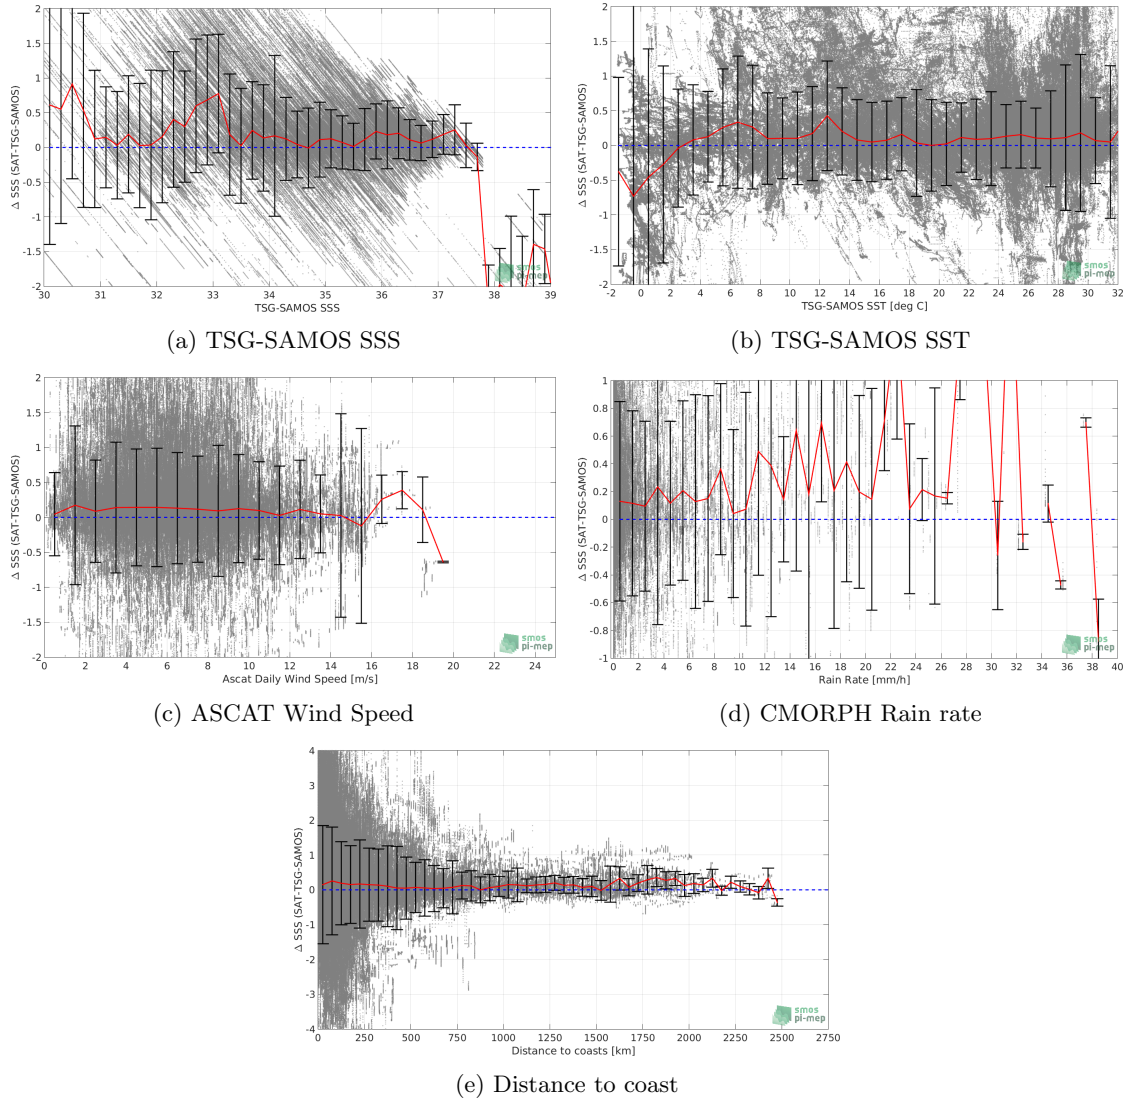 2
1.5
1
0.5
0
-0.5
-1
-1.5
-2
Δ SSS (SAT-TSG-SAMOS)
30 31 32 33 34 35 36 37 38 39
TSG-SAMOS SSS
smos
pi-mep
(a) TSG-SAMOS SSS
2
1.5
1
0.5
0
-0.5
-1
-1.5
-2
Δ SSS (SAT-TSG-SAMOS)
-2 0 2 4 6 8 10 12 14 16 18 20 22 24 26 28 30 32
TSG-SAMOS SST [deg C]
smos
pi-mep
(b) TSG-SAMOS SST
2
1.5
1
0.5
0
-0.5
-1
-1.5
-2
Δ SSS (SAT-TSG-SAMOS)
0 2 4 6 8 10 12 14 16 18 20 22 24
Ascat Daily Wind Speed [m/s]
smos
pi-mep
(c) ASCAT Wind Speed
1
0.8
0.6
0.4
0.2
0
-0.2
-0.4
-0.6
-0.8
-1
Δ SSS (SAT-TSG-SAMOS)
0 2 4 6 8 10 12 14 16 18 20 22 24 26 28 30 32 34 36 38 40
Rain Rate [mm/h]
smos
pi-mep
(d) CMORPH Rain rate
4
3
2
1
0
-1
-2
-3
-4
Δ SSS (SAT-TSG-SAMOS)
0 250 500 750 1000 1250 1500 1750 2000 2250 2500 2750
Distance to coasts [km]
smos
pi-mep
(e) Distance to coast